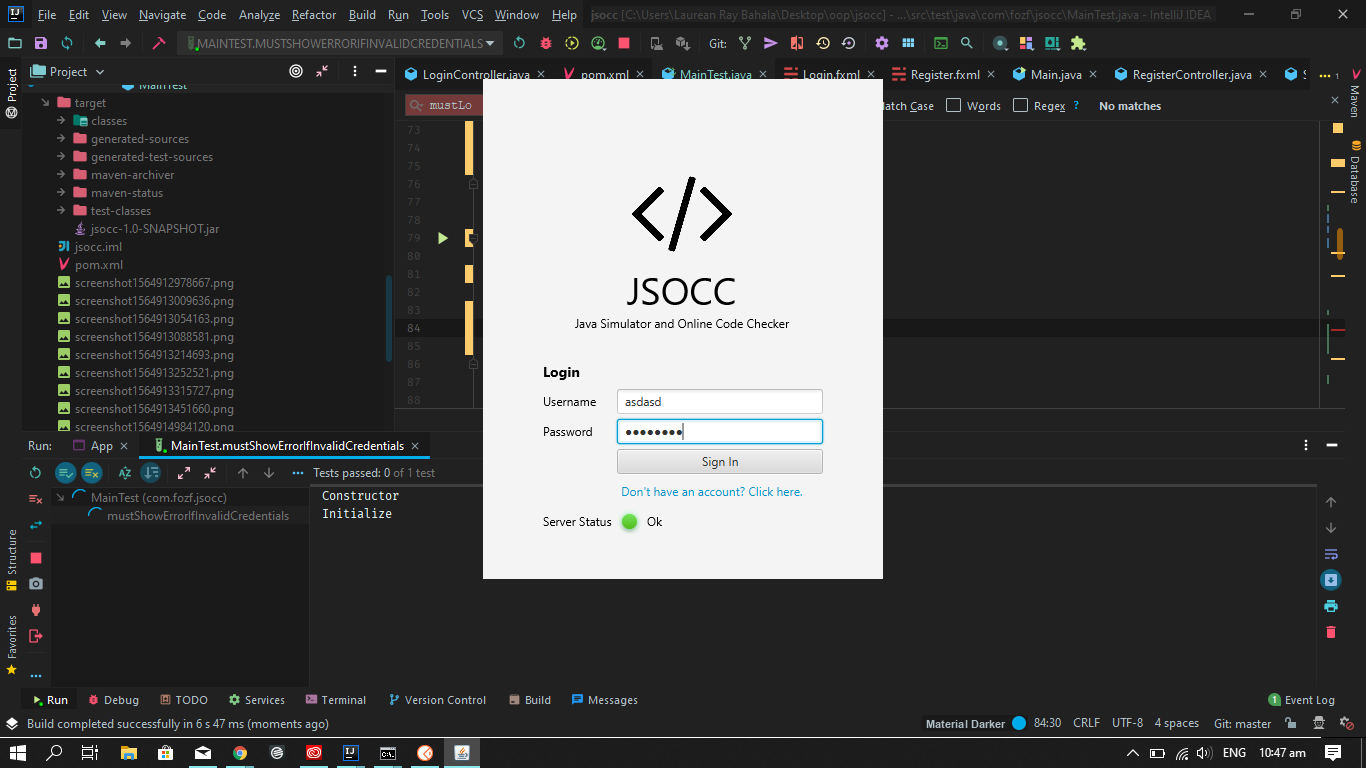 File Edit View Navigate Code Analyze Refactor Build Run Tools VCS Window Help jsocc [C:\Users\Laurean Ray Bahala\Desktop\oop\jsocc] - ...\src\test\java\com\fozf\jsocc\MainTest.java - IntelliJ IDEA
MAINTEST.MUSTSHOWERRORIFINVALIDCREDENTIALS Git:
Project LoginController.java pom.xml MainTest.java Login.fxml Register.fxml Main.java RegisterController.java
MainTest
target
classes
generated-sources
generated-test-sources
maven-archiver
maven-status
test-classes
jsocc-1.0-SNAPSHOT.jar
jsocc.iml
pom.xml
screenshot1564912978667.png
screenshot1564913009636.png
screenshot1564913054163.png
screenshot1564913088581.png
screenshot1564913214693.png
screenshot1564913252521.png
screenshot1564913315727.png
screenshot1564913451660.png
screenshot1564914984120.png
mustLo Match Case Words Regex ? No matches
73
74
75
76
77
78
79
80
81
82
83
84
85
86
87
88
Project
Structure
Favorites
Maven
Database
</>
JSOCC
Java Simulator and Online Code Checker
Login
Username asdasd
Password ••••••••
Sign In
Don't have an account? Click here.
Server Status Ok
Run: App MainTest.mustShowErrorIfInvalidCredentials
Tests passed: 0 of 1 test
MainTest (com.fozf.jsocc)
mustShowErrorIfInvalidCredentials
Constructor
Initialize
Run Debug TODO Services Terminal Version Control Build Messages 1 Event Log
Build completed successfully in 6 s 47 ms (moments ago) Material Darker 84:30 CRLF UTF-8 4 spaces Git: master
ENG 10:47 am